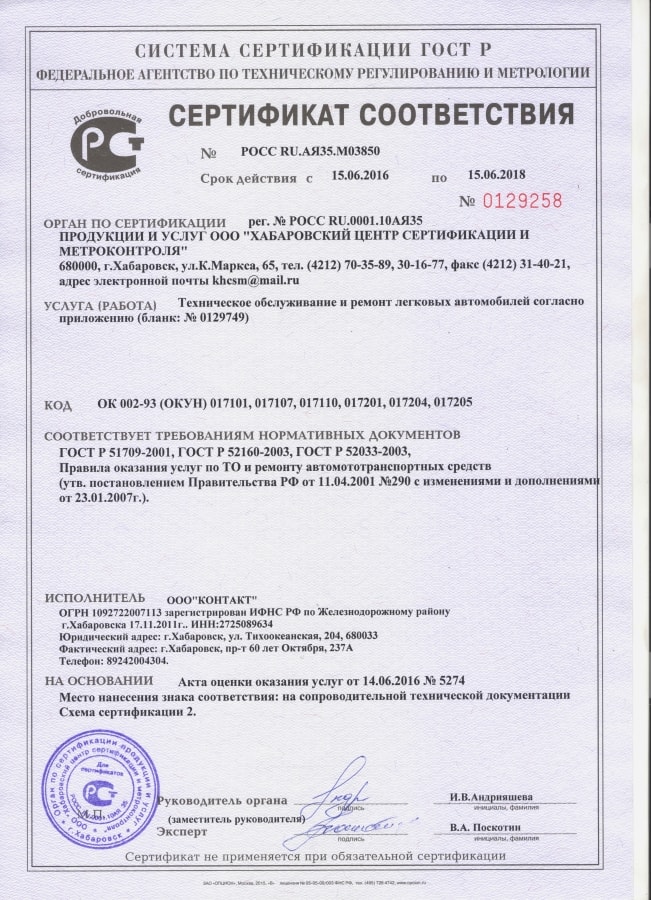 СИСТЕМА СЕРТИФИКАЦИИ ГОСТ Р
ФЕДЕРАЛЬНОЕ АГЕНТСТВО ПО ТЕХНИЧЕСКОМУ РЕГУЛИРОВАНИЮ И МЕТРОЛОГИИ
Добровольная
РСТ
сертификация
СЕРТИФИКАТ СООТВЕТСТВИЯ
№ РОСС RU.АЯ35.М03850
Срок действия с 15.06.2016 по 15.06.2018
№ 0129258
ОРГАН ПО СЕРТИФИКАЦИИ рег. № РОСС RU.0001.10АЯ35
ПРОДУКЦИИ И УСЛУГ ООО "ХАБАРОВСКИЙ ЦЕНТР СЕРТИФИКАЦИИ И
МЕТРОКОНТРОЛЯ"
680000, г.Хабаровск, ул.К.Маркса, 65, тел. (4212) 70-35-89, 30-16-77, факс (4212) 31-40-21,
адрес электронной почты khcsm@mail.ru
УСЛУГА (РАБОТА) Техническое обслуживание и ремонт легковых автомобилей согласно
приложению (бланк: № 0129749)
КОД ОК 002-93 (ОКУН) 017101, 017107, 017110, 017201, 017204, 017205
СООТВЕТСТВУЕТ ТРЕБОВАНИЯМ НОРМАТИВНЫХ ДОКУМЕНТОВ
ГОСТ Р 51709-2001, ГОСТ Р 52160-2003, ГОСТ Р 52033-2003,
Правила оказания услуг по ТО и ремонту автомототранспортных средств
(утв. постановлением Правительства РФ от 11.04.2001 №290 с изменениями и дополнениями
от 23.01.2007г.).
ИСПОЛНИТЕЛЬ ООО"КОНТАКТ"
ОГРН 1092722007113 зарегистрирован ИФНС РФ по Железнодорожному району
г.Хабаровска 17.11.2011г.. ИНН:2725089634
Юридический адрес: г.Хабаровск, ул. Тихоокеанская, 204, 680033
Фактический адрес: г.Хабаровск, пр-т 60 лет Октября, 237А
Телефон: 89242004304.
НА ОСНОВАНИИ Акта оценки оказания услуг от 14.06.2016 № 5274
Место нанесения знака соответствия: на сопроводительной технической документации
Схема сертификации 2.
Орган по сертификации продукции и услуг
Хабаровский центр сертификации и метроконтроля
Для
сертификатов
г.Хабаровск
М.П.
Руководитель органа И.В.Андрияшева
подпись инициалы, фамилия
(заместитель руководителя)
Эксперт В.А. Поскотин
подпись инициалы, фамилия
Сертификат не применяется при обязательной сертификации